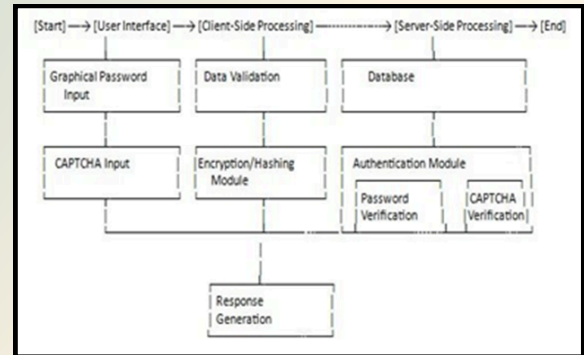 [Start] → [User Interface] → [Client-Side Processing] → [Server-Side Processing] → [End]
Graphical Password
Input
Data Validation
Database
CAPTCHA Input
Encryption/Hashing
Module
Authentication Module
Password
Verification
CAPTCHA
Verification
Response
Generation